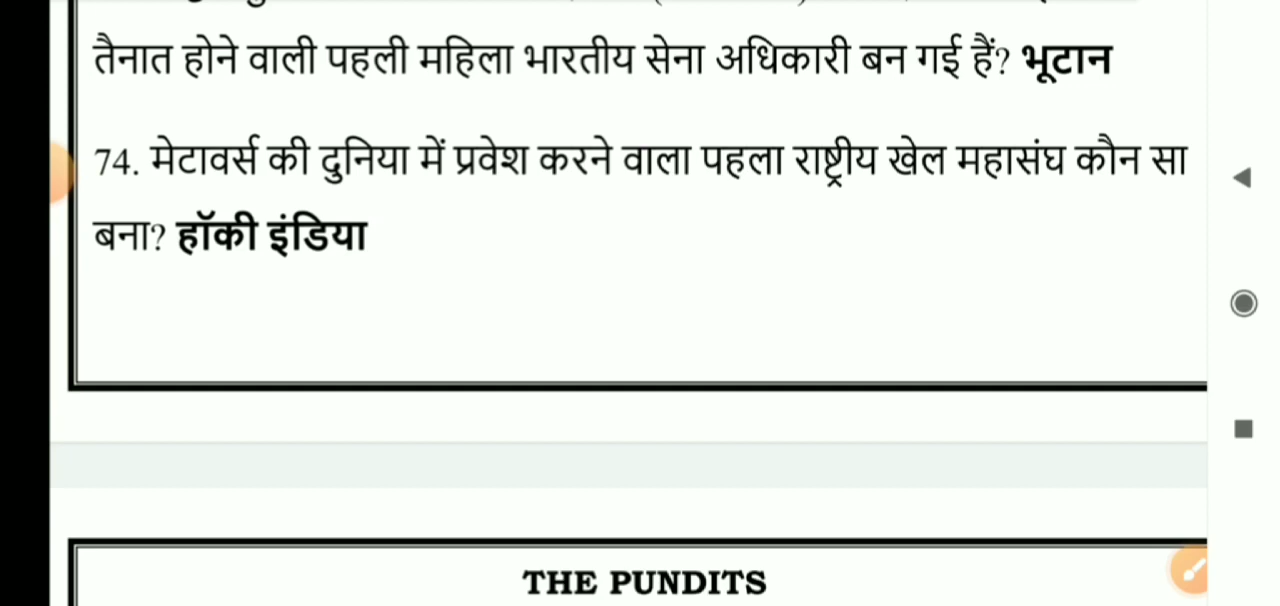 तैनात होने वाली पहली महिला भारतीय सेना अधिकारी बन गई हैं? भूटान
74. मेटावर्स की दुनिया में प्रवेश करने वाला पहला राष्ट्रीय खेल महासंघ कौन सा
बना? हॉकी इंडिया
THE PUNDITS